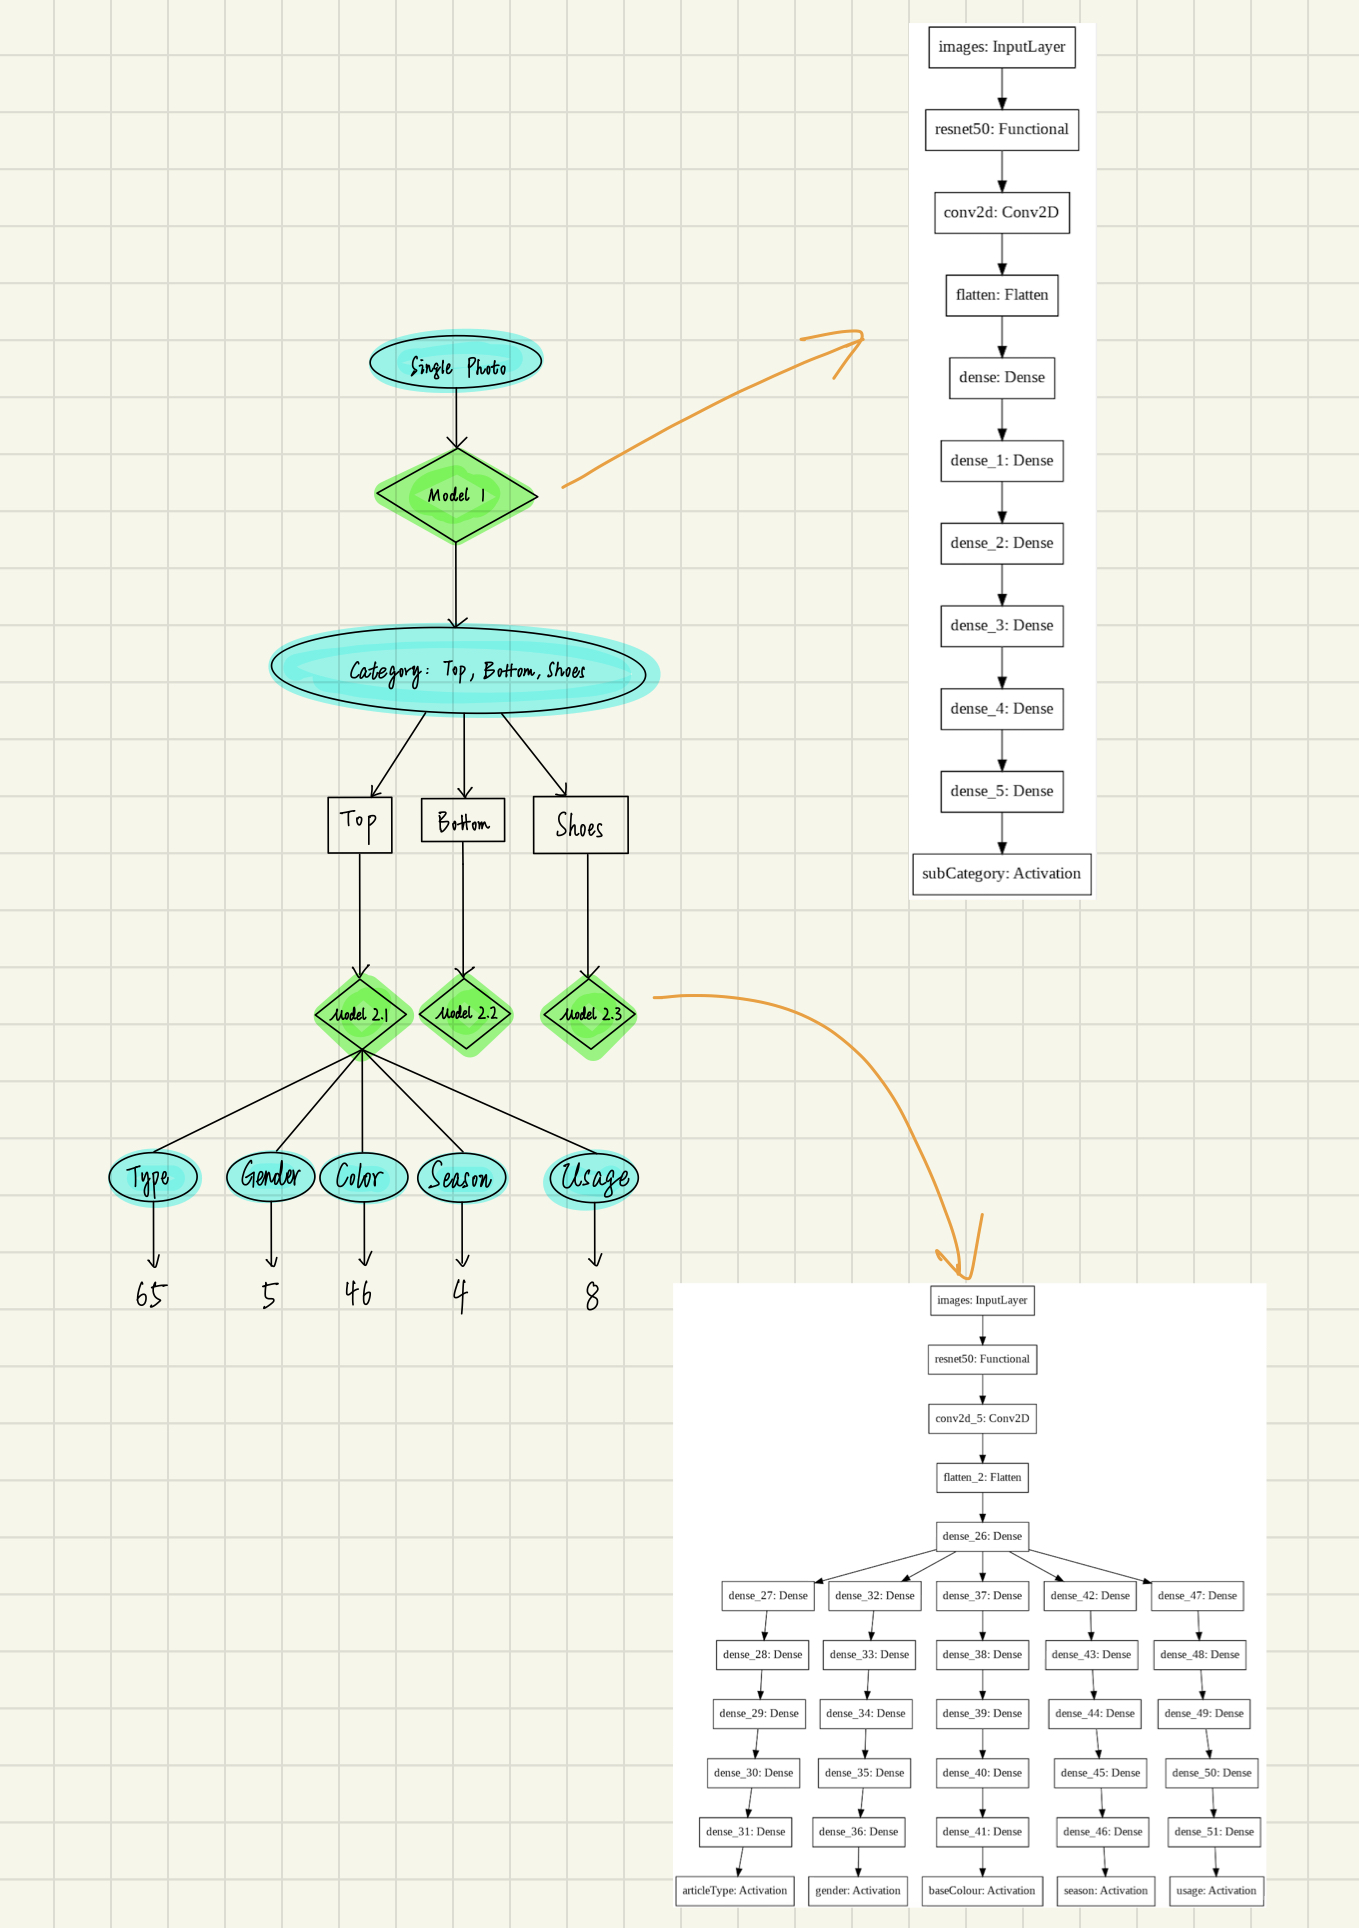 Single Photo
Model 1
Category: Top, Bottom, Shoes
Top Bottom Shoes
Model 2.1 Model 2.2 Model 2.3
Type Gender Color Season Usage
65 5 46 4 8
images: InputLayer
resnet50: Functional
conv2d: Conv2D
flatten: Flatten
dense: Dense
dense_1: Dense
dense_2: Dense
dense_3: Dense
dense_4: Dense
dense_5: Dense
subCategory: Activation
images: InputLayer
resnet50: Functional
conv2d_5: Conv2D
flatten_2: Flatten
dense_26: Dense
dense_27: Dense dense_32: Dense dense_37: Dense dense_42: Dense dense_47: Dense
dense_28: Dense dense_33: Dense dense_38: Dense dense_43: Dense dense_48: Dense
dense_29: Dense dense_34: Dense dense_39: Dense dense_44: Dense dense_49: Dense
dense_30: Dense dense_35: Dense dense_40: Dense dense_45: Dense dense_50: Dense
dense_31: Dense dense_36: Dense dense_41: Dense dense_46: Dense dense_51: Dense
articleType: Activation gender: Activation baseColour: Activation season: Activation usage: Activation